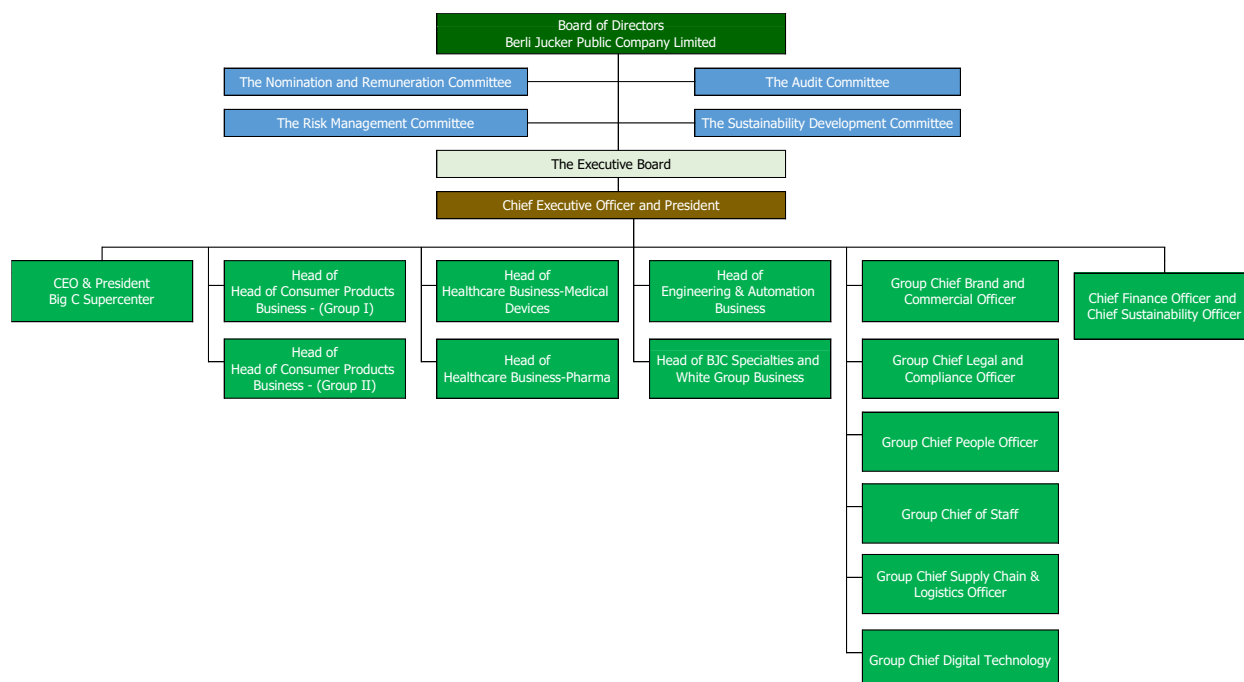 Board of Directors
Berli Jucker Public Company Limited
The Nomination and Remuneration Committee
The Audit Committee
The Risk Management Committee
The Sustainability Development Committee
The Executive Board
Chief Executive Officer and President
CEO & President
Big C Supercenter
Head of
Head of Consumer Products
Business - (Group I)
Head of
Healthcare Business-Medical
Devices
Head of
Engineering & Automation
Business
Group Chief Brand and
Commercial Officer
Chief Finance Officer and
Chief Sustainability Officer
Head of
Head of Consumer Products
Business - (Group II)
Head of
Healthcare Business-Pharma
Head of BJC Specialties and
White Group Business
Group Chief Legal and
Compliance Officer
Group Chief People Officer
Group Chief of Staff
Group Chief Supply Chain &
Logistics Officer
Group Chief Digital Technology